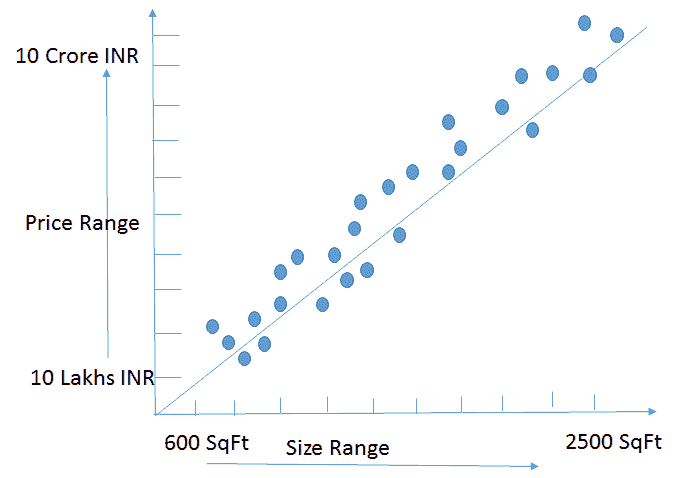 10 Crore INR
Price Range
10 Lakhs INR
600 SqFt
Size Range
2500 SqFt